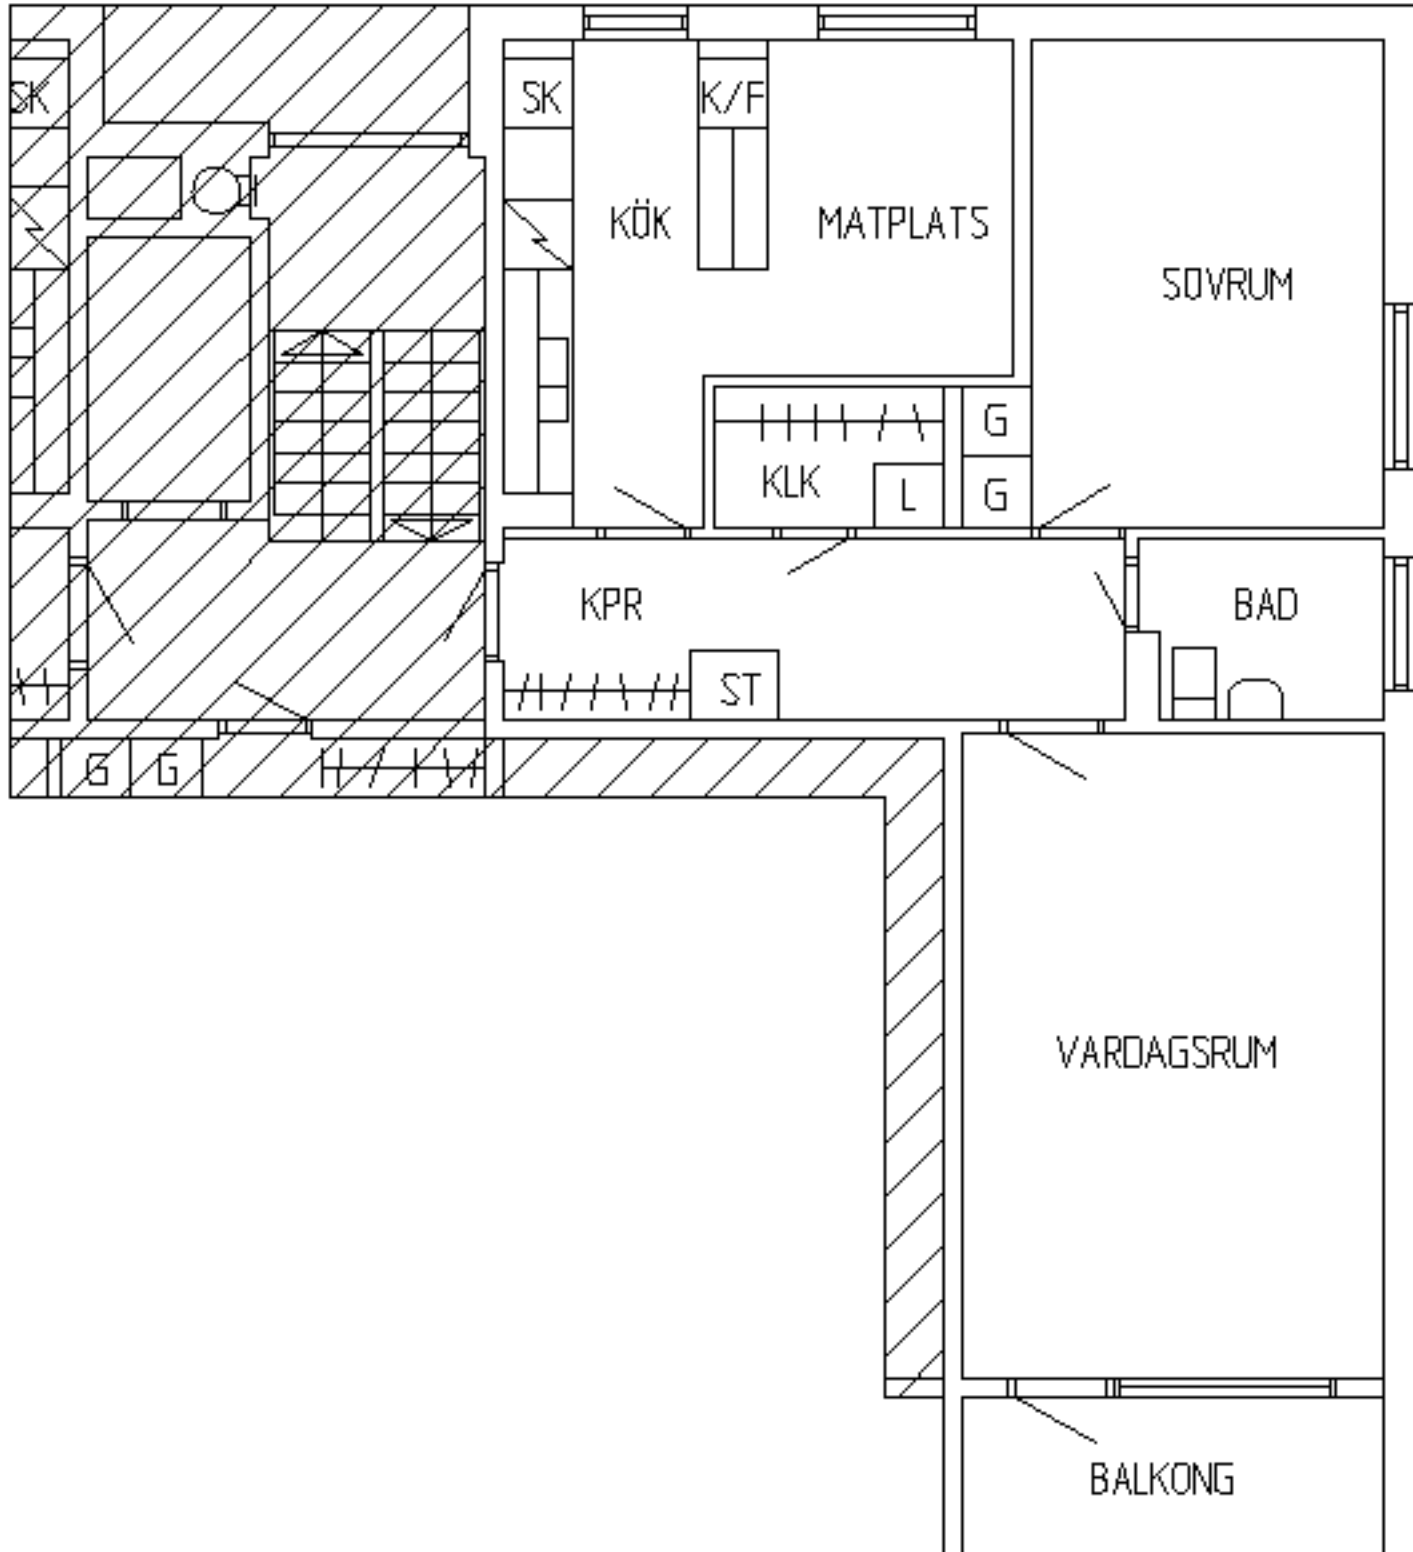 SK
SK
K/F
KÖK
MATPLATS
SOVRUM
G
KLK
L
G
KPR
BAD
ST
G
G
VARDAGSRUM
BALKONG